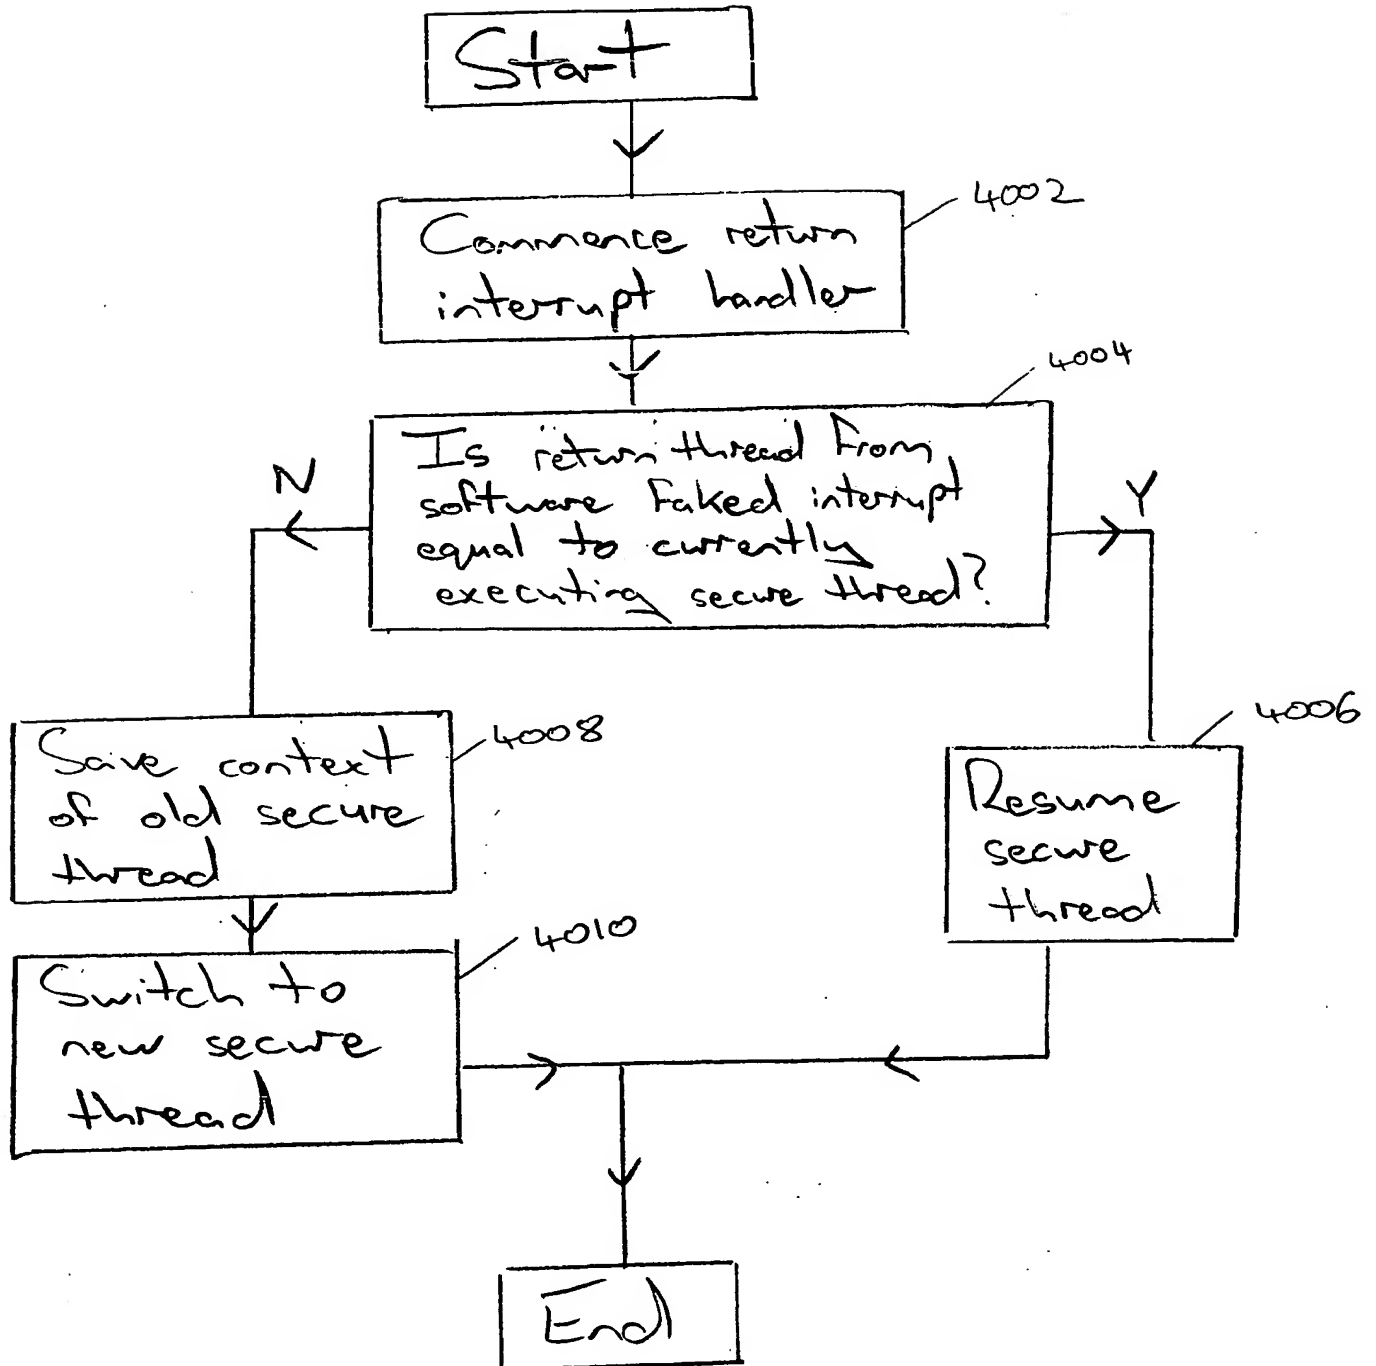 Start
4002
Commence return
interrupt handler
4004
Is return thread from
software faked interrupt
equal to currently
executing secure thread?
N
Y
4008
Save context
of old secure
thread
4006
Resume
secure
thread
4010
Switch to
new secure
thread
End